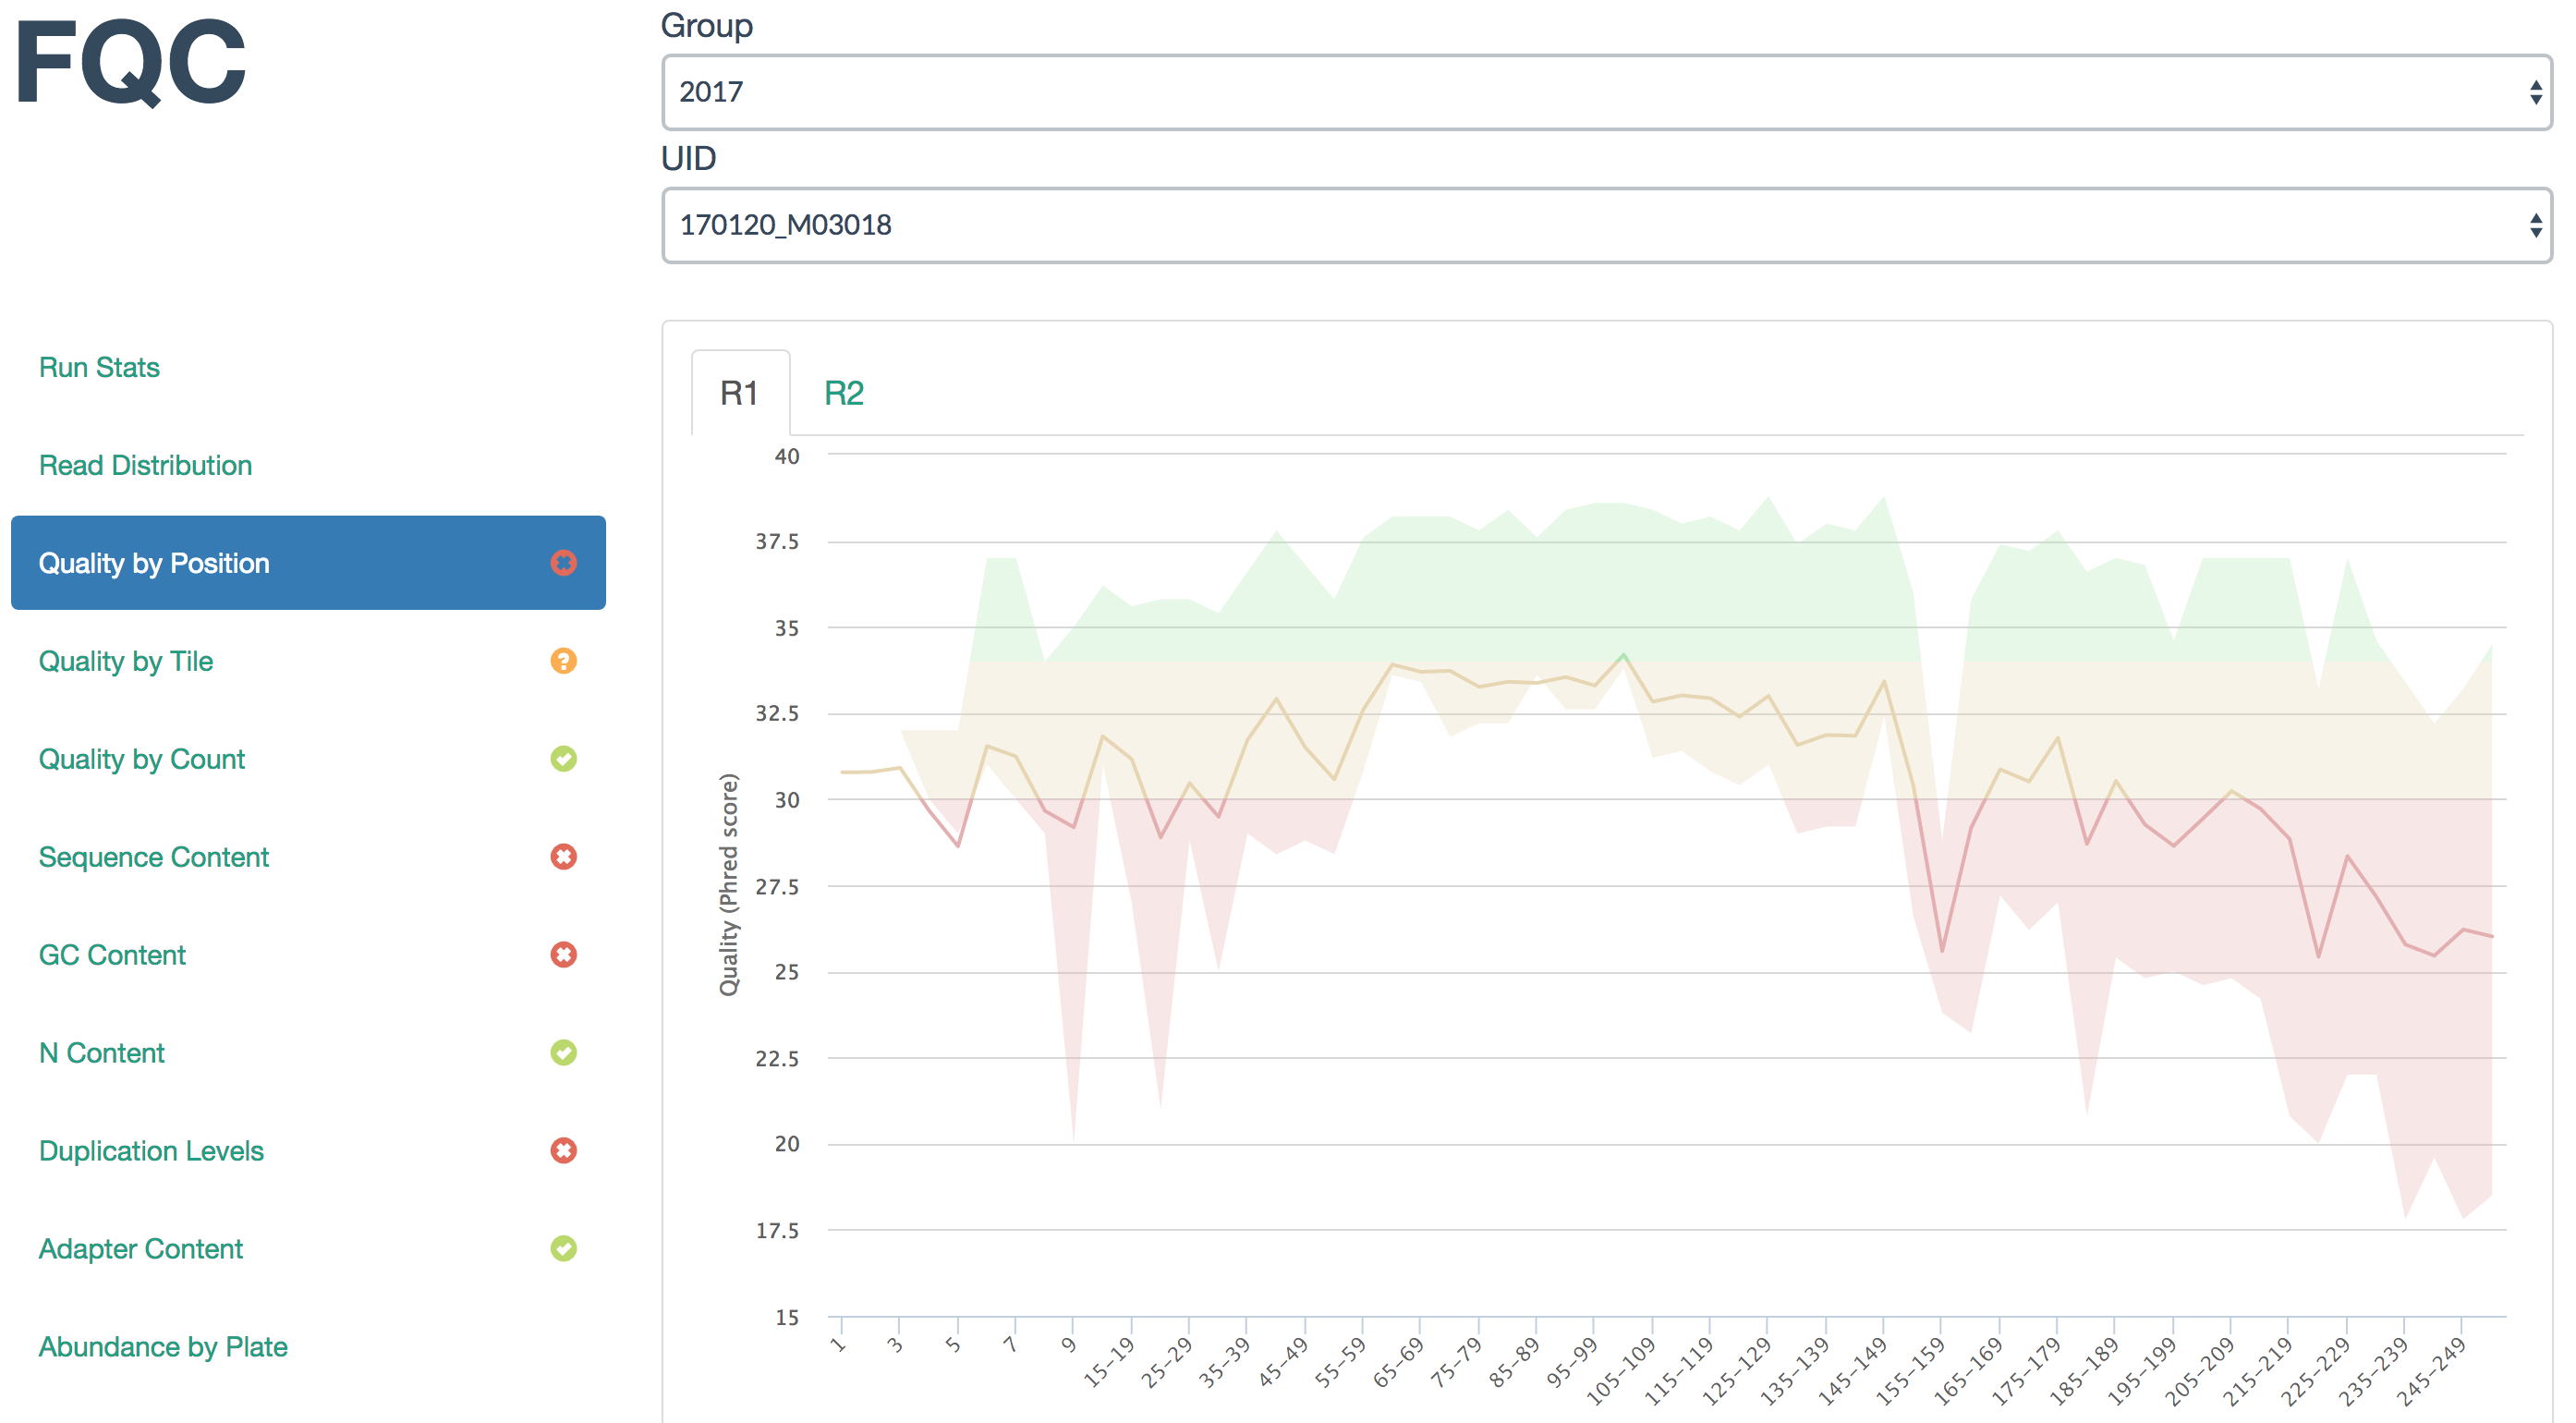 FQC
Group
2017
UID
170120_M03018
Run Stats
Read Distribution
Quality by Position
Quality by Tile
Quality by Count
Sequence Content
GC Content
N Content
Duplication Levels
Adapter Content
Abundance by Plate
R1
R2
Quality (Phred score)
40
37.5
35
32.5
30
27.5
25
22.5
20
17.5
15
1
3
5
7
9
15-19
25-29
35-39
45-49
55-59
65-69
75-79
85-89
95-99
105-109
115-119
125-129
135-139
145-149
155-159
165-169
175-179
185-189
195-199
205-209
215-219
225-229
235-239
245-249